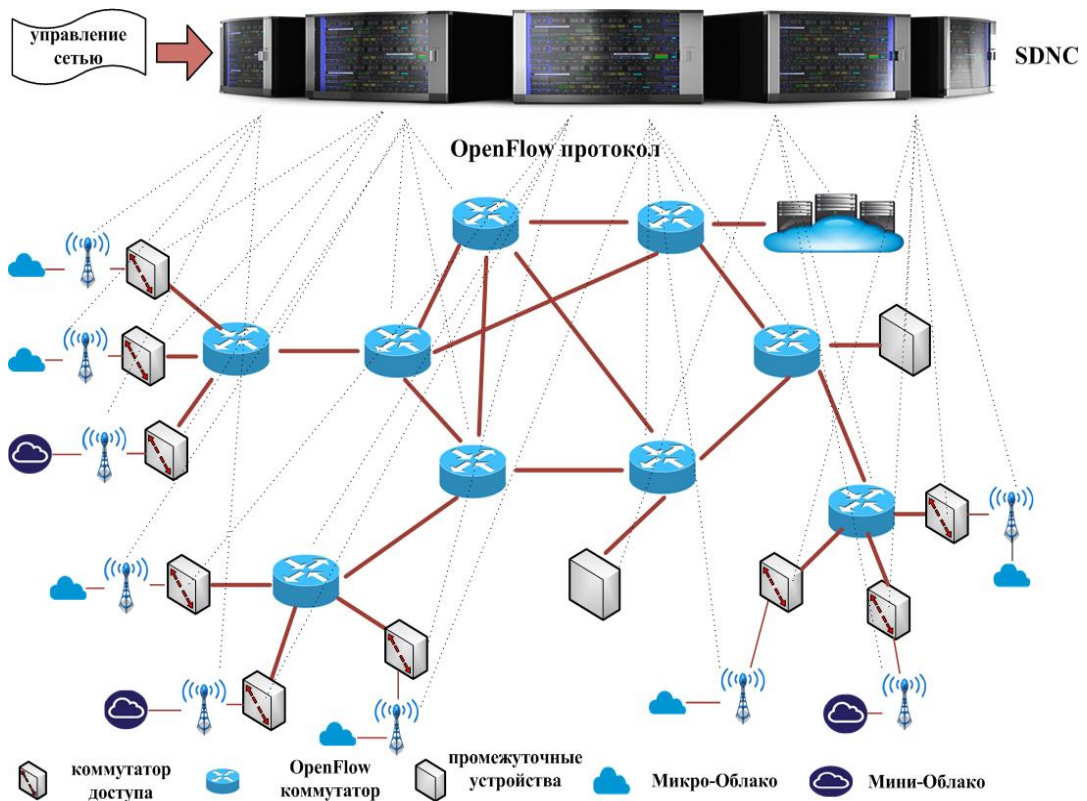 управление
сетью
SDNC
OpenFlow протокол
коммутатор
доступа
OpenFlow
коммутатор
промежуточные
устройства
Микро-Облако
Мини-Облако